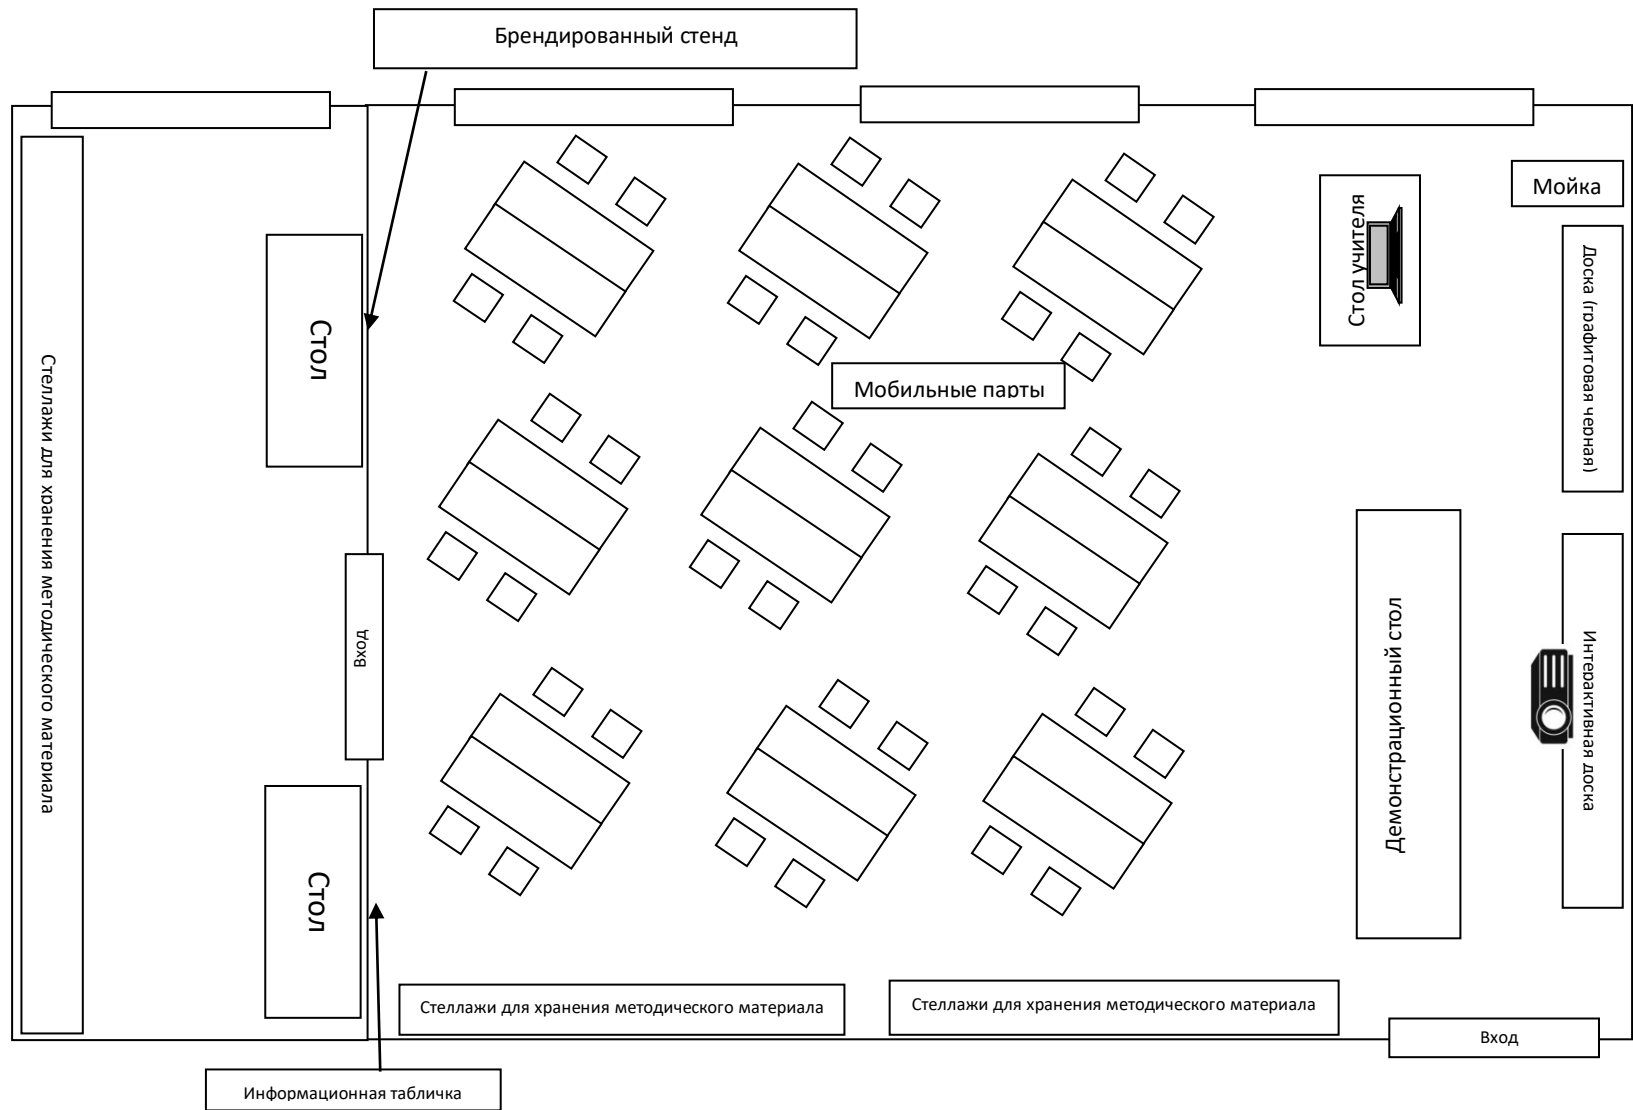 Брендированный стенд
Мойка
Стол учителя
Доска (графитовая черная)
Стол
Стеллажи для хранения методического материала
Мобильные парты
Вход
Демонстрационный стол
Интерактивная доска
Стол
Стеллажи для хранения методического материала
Стеллажи для хранения методического материала
Вход
Информационная табличка